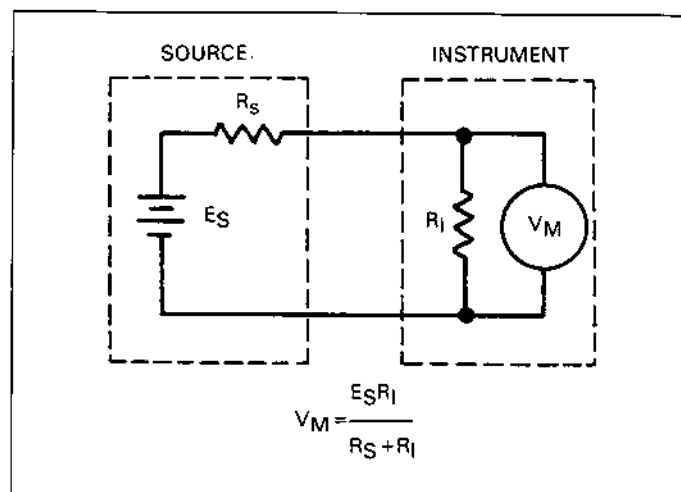 SOURCE. INSTRUMENT
RS
ES RI VM
VM = ESRI
RS + RI